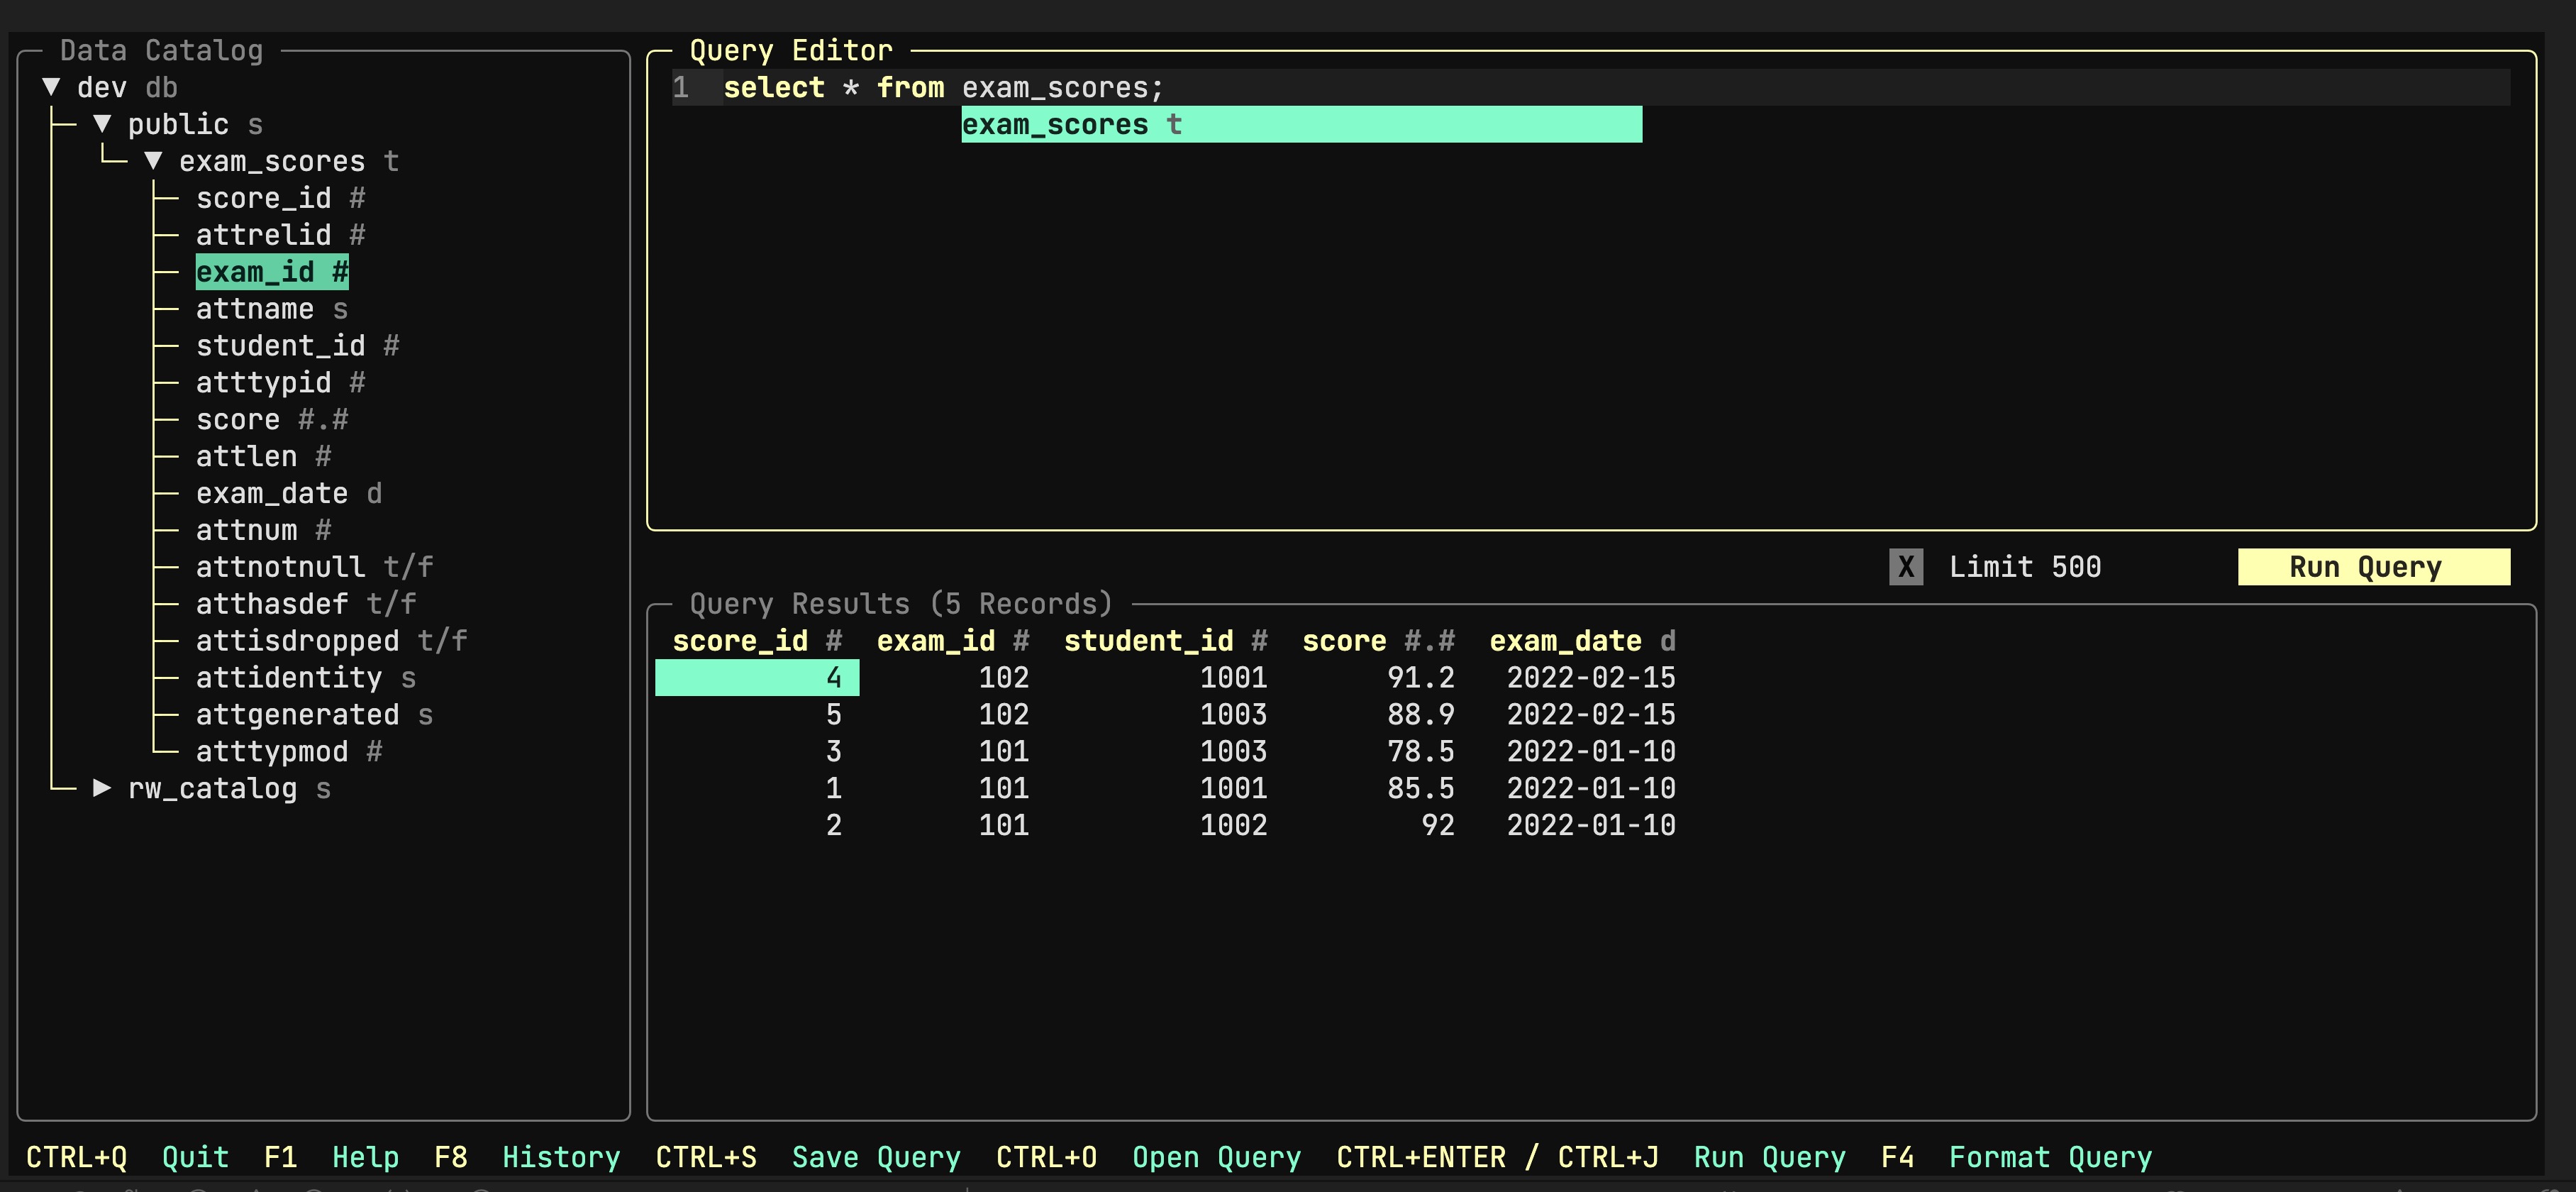 Data Catalog
▼ dev db
▼ public s
▼ exam_scores t
score_id #
attrelid #
exam_id #
attname s
student_id #
atttypid #
score #.#
attlen #
exam_date d
attnum #
attnotnull t/f
atthasdef t/f
attisdropped t/f
attidentity s
attgenerated s
atttypmod #
▶ rw_catalog s
Query Editor
1 select * from exam_scores;
exam_scores t
X Limit 500 Run Query
Query Results (5 Records)
score_id # exam_id # student_id # score #.# exam_date d
4 102 1001 91.2 2022-02-15
5 102 1003 88.9 2022-02-15
3 101 1003 78.5 2022-01-10
1 101 1001 85.5 2022-01-10
2 101 1002 92 2022-01-10
CTRL+Q Quit F1 Help F8 History CTRL+S Save Query CTRL+O Open Query CTRL+ENTER / CTRL+J Run Query F4 Format Query